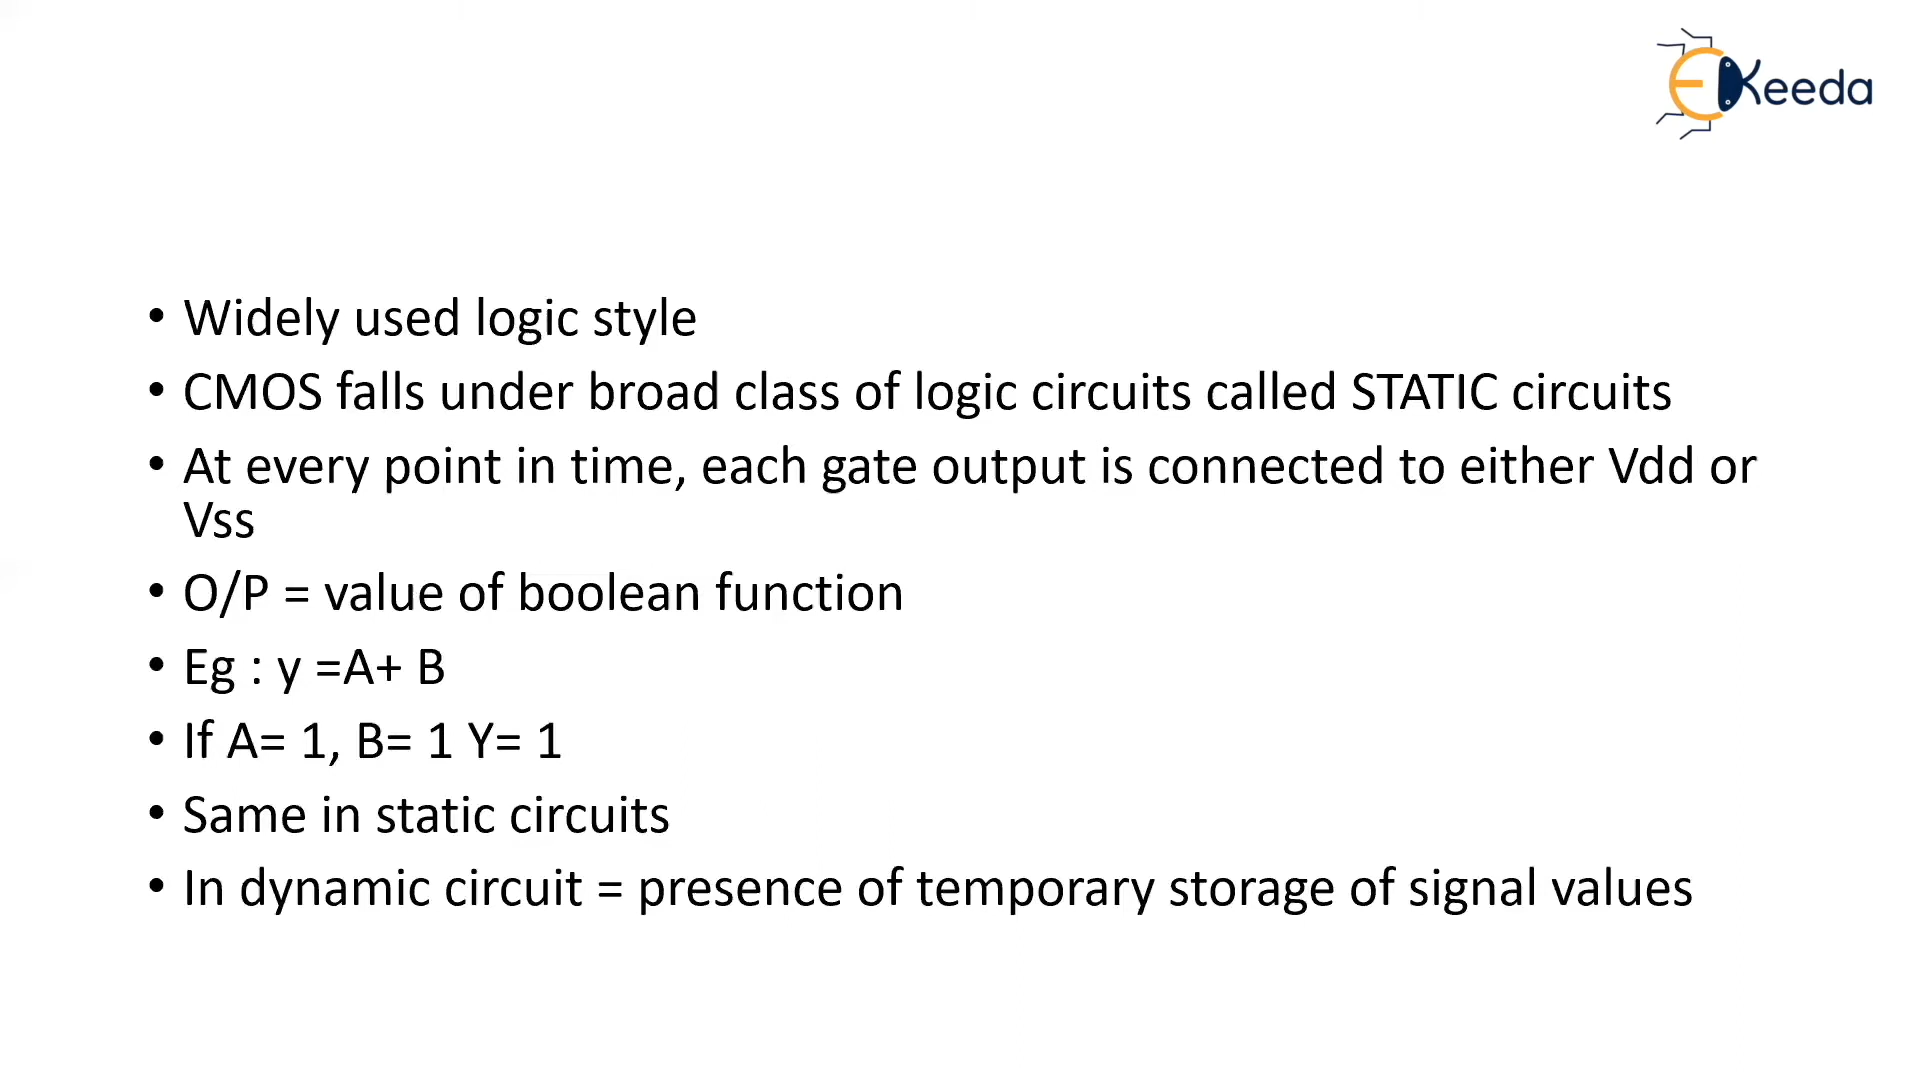 EKeeda
• Widely used logic style
• CMOS falls under broad class of logic circuits called STATIC circuits
• At every point in time, each gate output is connected to either Vdd or
Vss
• O/P = value of boolean function
• Eg : y =A+ B
• If A= 1, B= 1 Y= 1
• Same in static circuits
• In dynamic circuit = presence of temporary storage of signal values